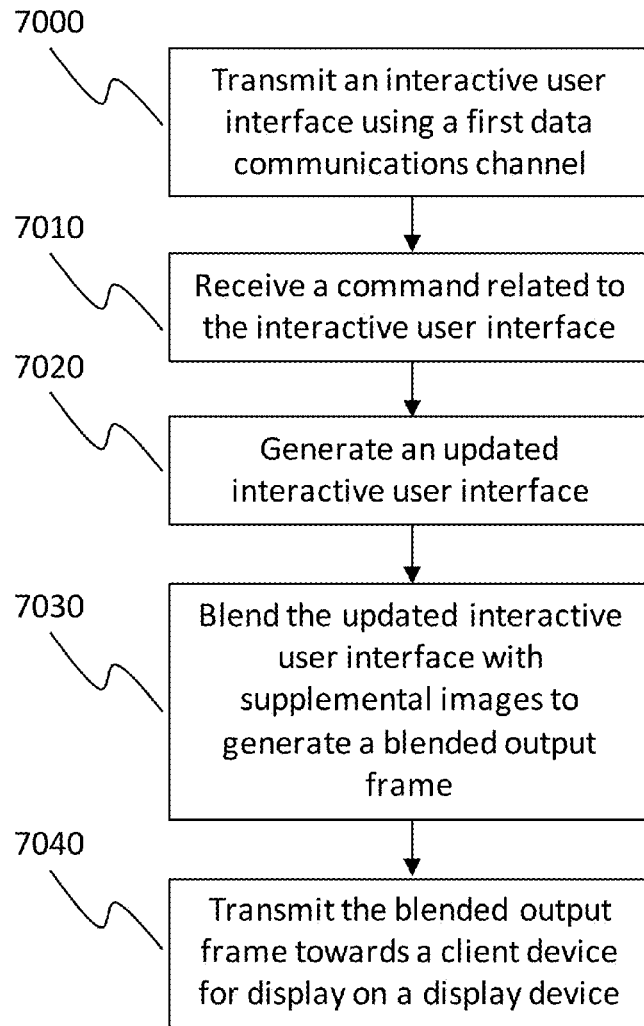 7000
Transmit an interactive user
interface using a first data
communications channel
7010
Receive a command related to
the interactive user interface
7020
Generate an updated
interactive user interface
7030
Blend the updated interactive
user interface with
supplemental images to
generate a blended output
frame
7040
Transmit the blended output
frame towards a client device
for display on a display device